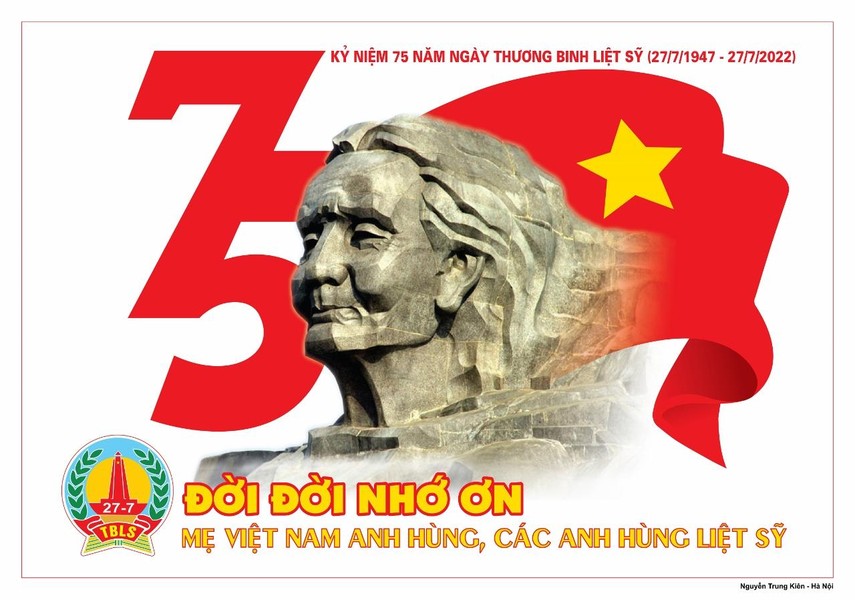 75
KỶ NIỆM 75 NĂM NGÀY THƯƠNG BINH LIỆT SỸ (27/7/1947 - 27/7/2022)
27-7
TBLS
ĐỜI ĐỜI NHỚ ƠN
MẸ VIỆT NAM ANH HÙNG, CÁC ANH HÙNG LIỆT SỸ
Nguyễn Trung Kiên - Hà Nội